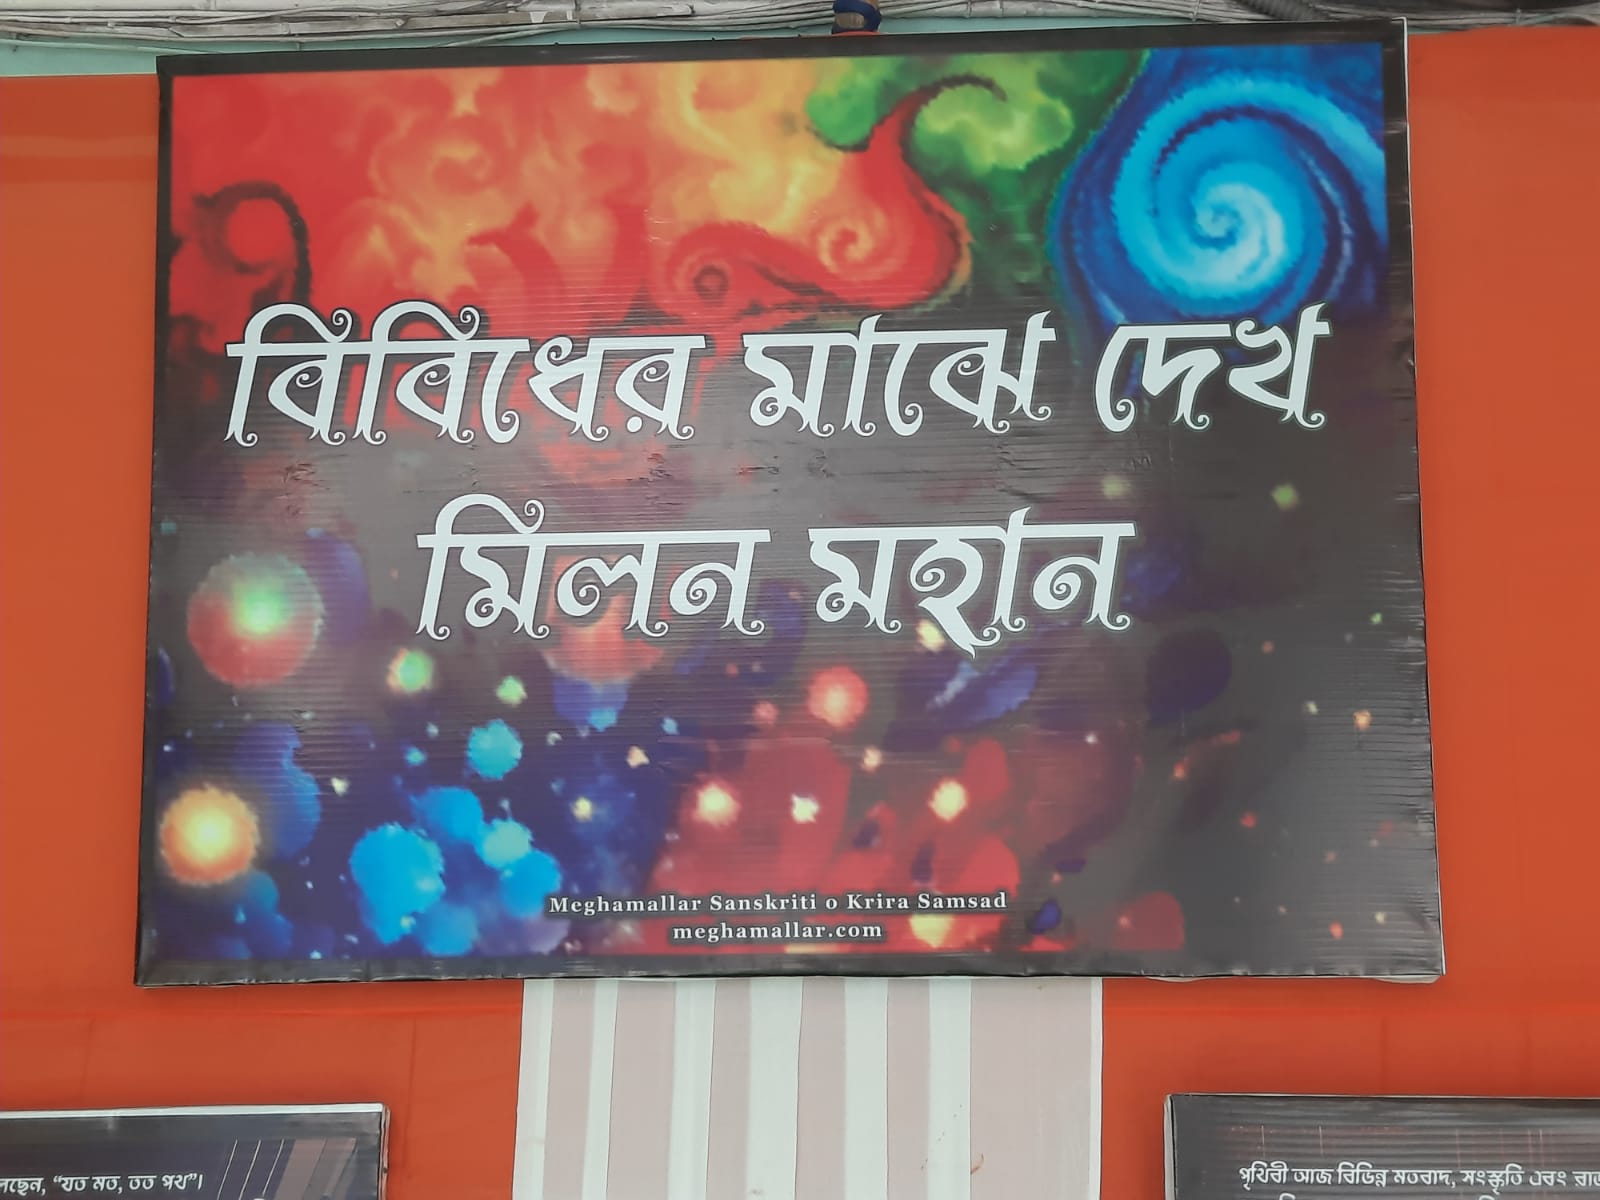 বিবিধের মাঝে দেখ
মিলন মহান
Meghamallar Sanskriti o Krira Samsad
meghamallar.com
“যত মত, তত পথ”।
পৃথিবী আজ বিভিন্ন মতবাদ, সংস্কৃতি এবং